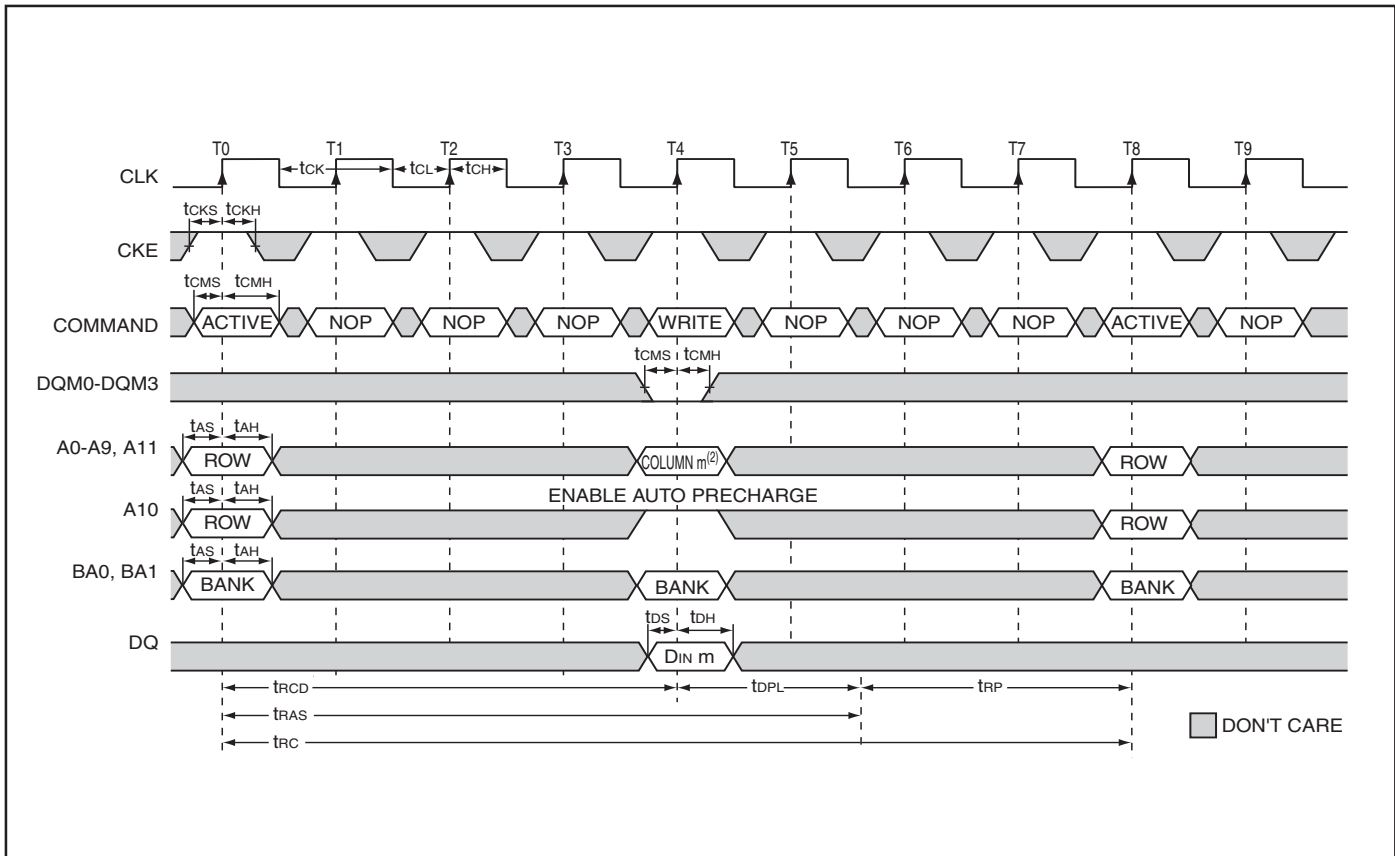 T0 T1 T2 T3 T4 T5 T6 T7 T8 T9
CLK tCK tCL tCH
tCKS tCKH
CKE
tCMS tCMH
COMMAND ACTIVE NOP NOP NOP WRITE NOP NOP NOP ACTIVE NOP
tCMS tCMH
DQM0-DQM3
tAS tAH
A0-A9, A11 ROW COLUMN m(2) ROW
tAS tAH ENABLE AUTO PRECHARGE
A10 ROW ROW
tAS tAH
BA0, BA1 BANK BANK BANK
tDS tDH
DQ DIN m
tRCD tDPL tRP
tRAS
DON'T CARE
tRC